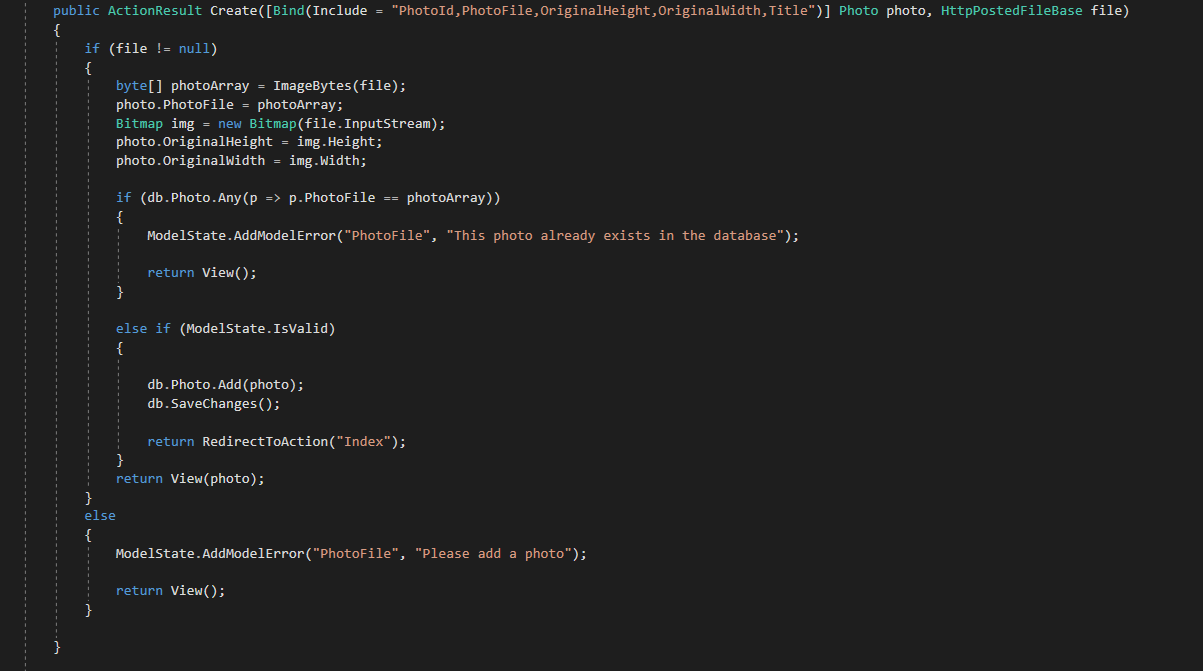 public ActionResult Create([Bind(Include = "PhotoId,PhotoFile,OriginalHeight,OriginalWidth,Title")] Photo photo, HttpPostedFileBase file)
{
if (file != null)
{
byte[] photoArray = ImageBytes(file);
photo.PhotoFile = photoArray;
Bitmap img = new Bitmap(file.InputStream);
photo.OriginalHeight = img.Height;
photo.OriginalWidth = img.Width;
if (db.Photo.Any(p => p.PhotoFile == photoArray))
{
ModelState.AddModelError("PhotoFile", "This photo already exists in the database");
return View();
}
else if (ModelState.IsValid)
{
db.Photo.Add(photo);
db.SaveChanges();
return RedirectToAction("Index");
}
return View(photo);
}
else
{
ModelState.AddModelError("PhotoFile", "Please add a photo");
return View();
}
}